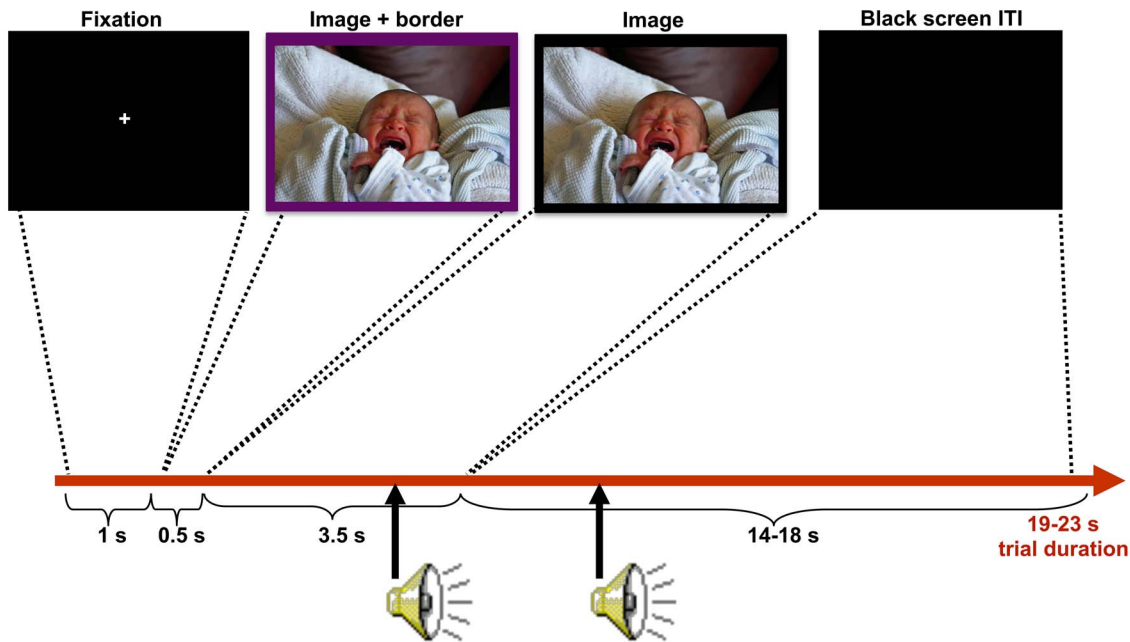 Fixation
Image + border
Image
Black screen ITI
1 s
0.5 s
3.5 s
14-18 s
19-23 s
trial duration